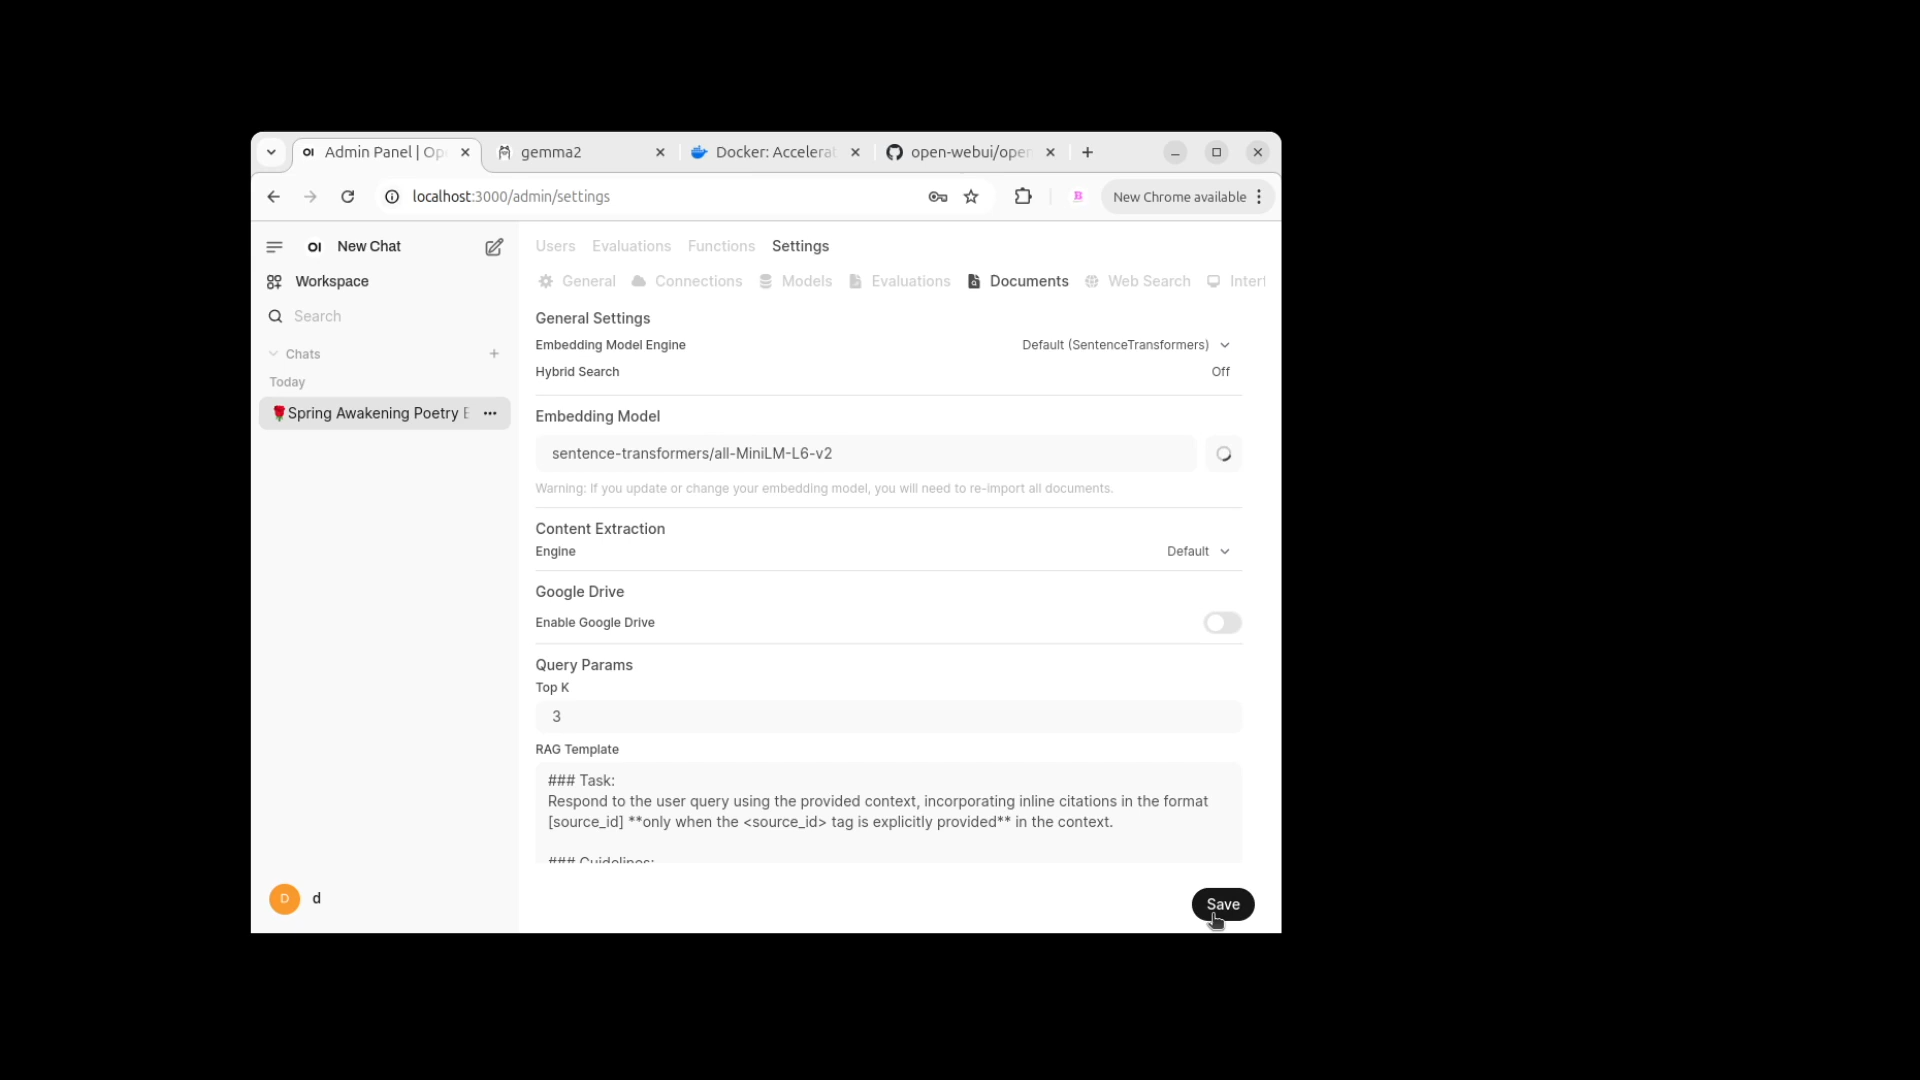 Admin Panel | Op
gemma2
Docker: Accelerat
open-webui/open
localhost:3000/admin/settings
New Chrome available
OI New Chat
Workspace
Search
Chats
Today
🌹Spring Awakening Poetry E
D d
Users Evaluations Functions Settings
General Connections Models Evaluations Documents Web Search Interf
General Settings
Embedding Model Engine Default (SentenceTransformers)
Hybrid Search Off
Embedding Model
sentence-transformers/all-MiniLM-L6-v2
Warning: If you update or change your embedding model, you will need to re-import all documents.
Content Extraction
Engine Default
Google Drive
Enable Google Drive
Query Params
Top K
3
RAG Template
### Task:
Respond to the user query using the provided context, incorporating inline citations in the format
[source_id] **only when the <source_id> tag is explicitly provided** in the context.
### Guidelines:
Save